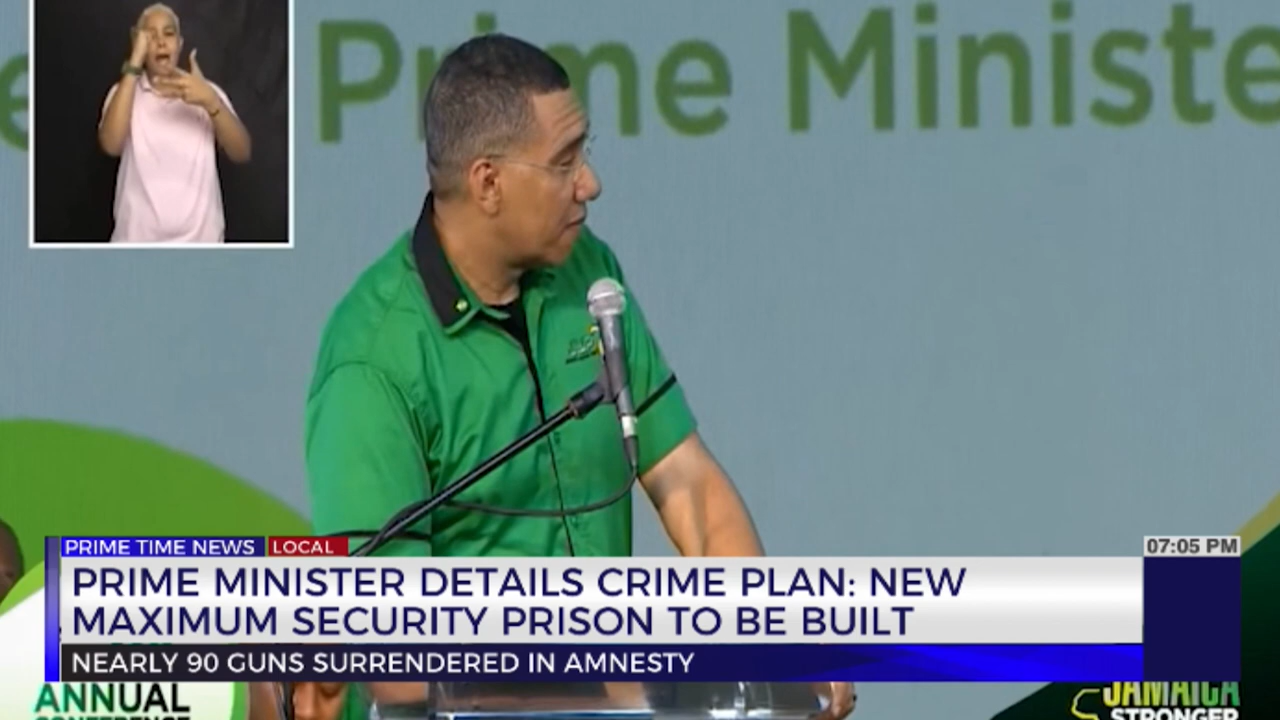 Prime Ministe
PRIME TIME NEWS LOCAL
07:05 PM
PRIME MINISTER DETAILS CRIME PLAN: NEW
MAXIMUM SECURITY PRISON TO BE BUILT
NEARLY 90 GUNS SURRENDERED IN AMNESTY
ANNUAL
CONFERENCE
JAMAICA
STRONGER